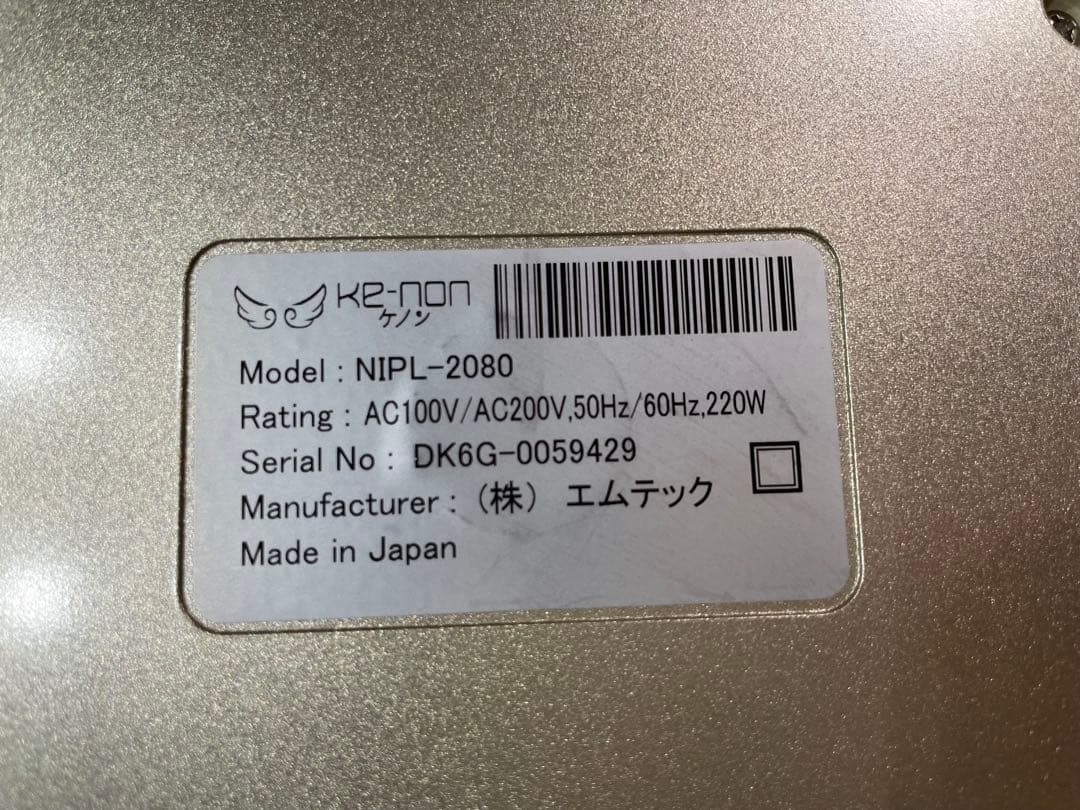 ke-non
ケノン
Model : NIPL-2080
Rating : AC100V/AC200V,50Hz/60Hz,220W
Serial No : DK6G-0059429
Manufacturer : (株) エムテック
Made in Japan